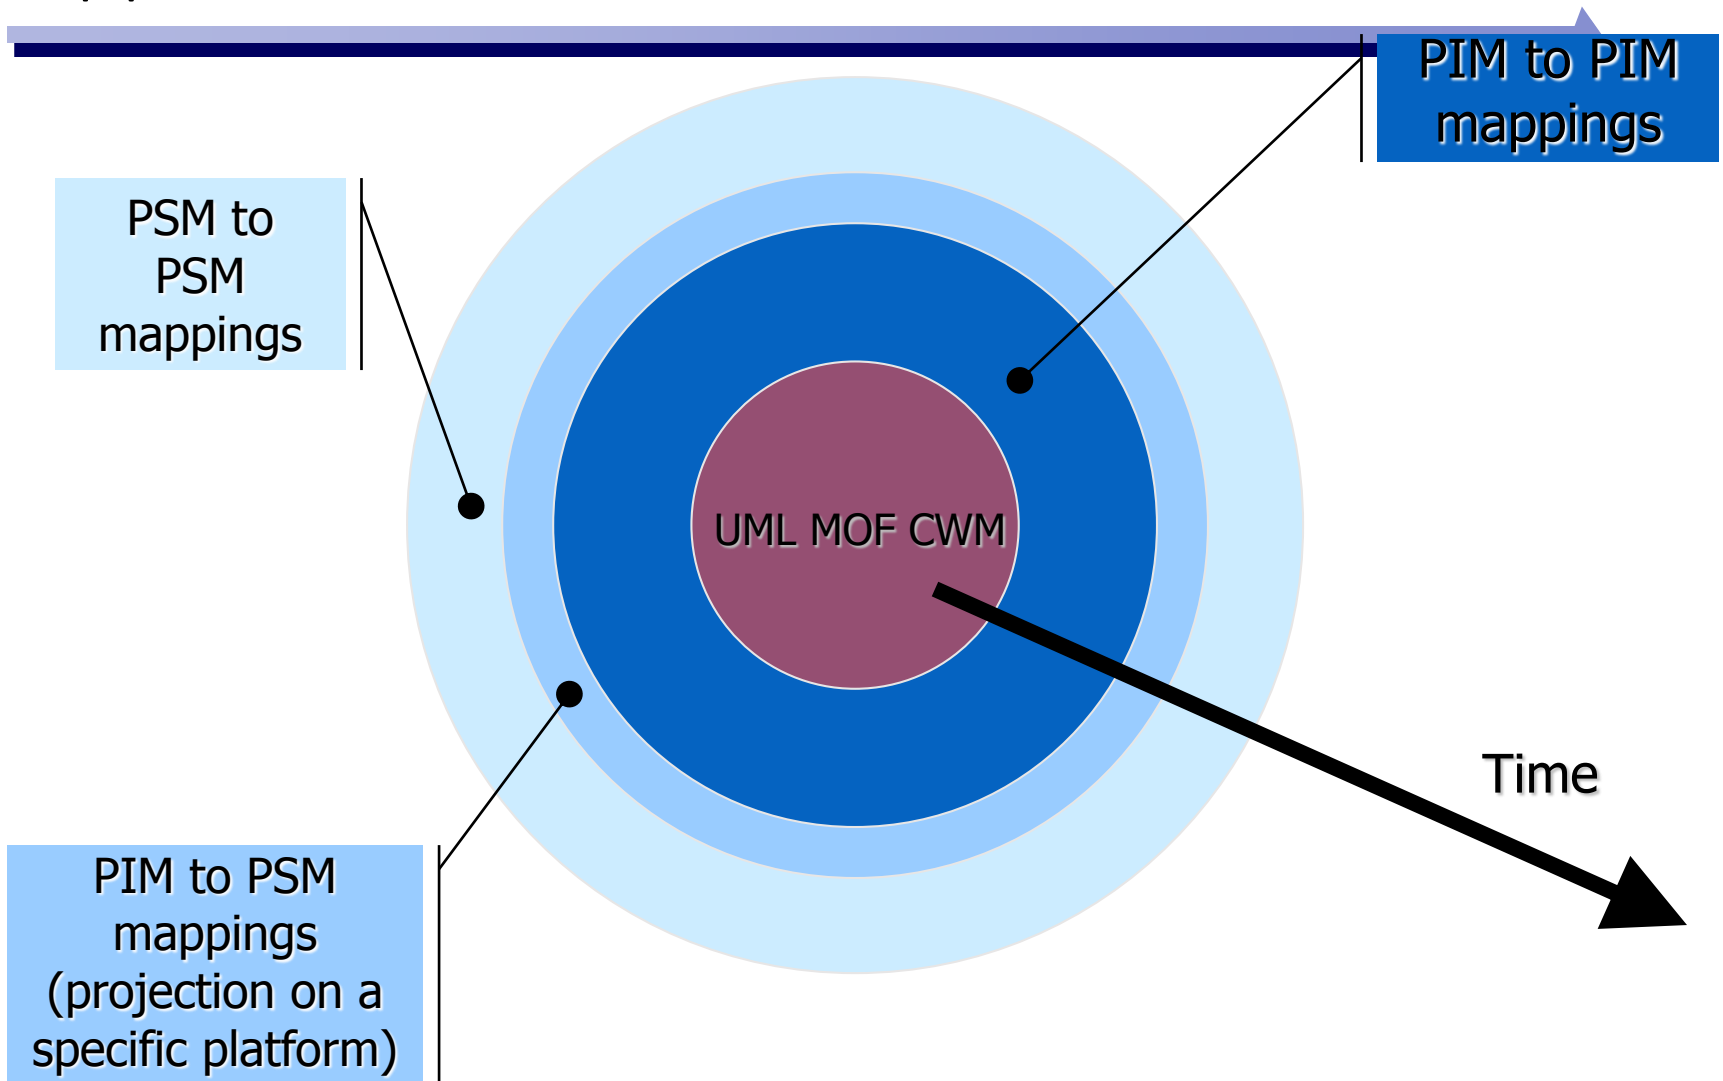 PIM to PIM
mappings
PSM to
PSM
mappings
UML MOF CWM
Time
PIM to PSM
mappings
(projection on a
specific platform)